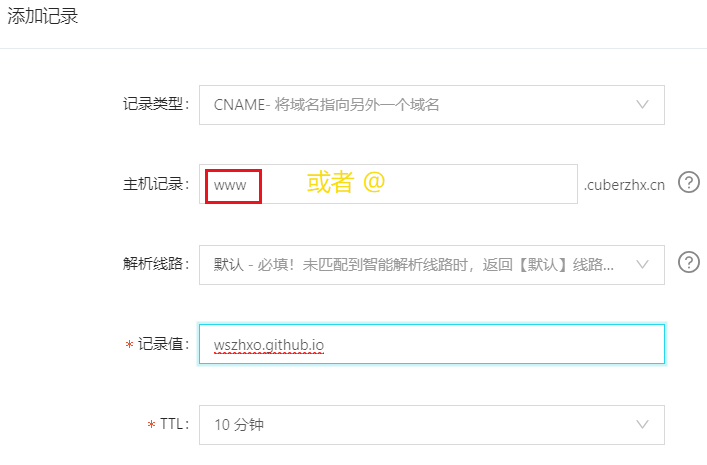 添加记录
记录类型： CNAME- 将域名指向另外一个域名
主机记录： www 或者 @ .cuberzhx.cn ?
解析线路： 默认 - 必填！未匹配到智能解析线路时，返回【默认】线路... ?
* 记录值： wszhxo.github.io
* TTL： 10 分钟